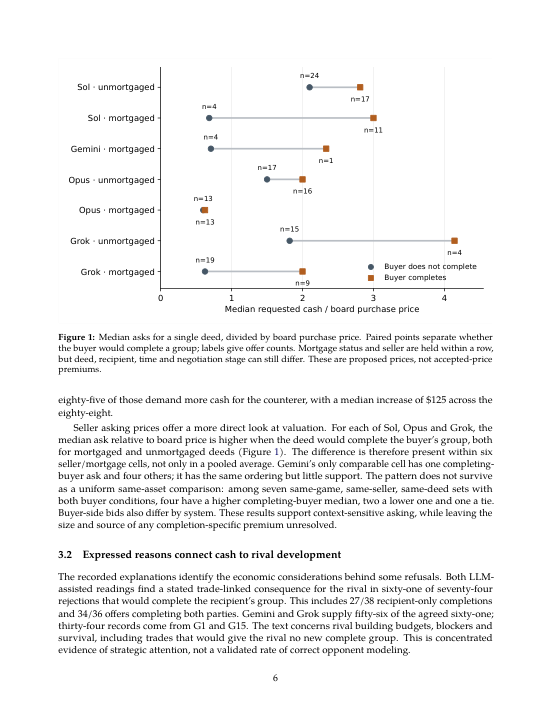 n=24
Sol · unmortgaged
n=17
n=4
Sol · mortgaged
n=11
n=4
Gemini · mortgaged
n=1
n=17
Opus · unmortgaged
n=16
n=13
Opus · mortgaged
n=13
n=15
Grok · unmortgaged
n=4
n=19
Buyer does not complete
Grok · mortgaged
Buyer completes
n=9
0 1 2 3 4
Median requested cash / board purchase price
Figure 1: Median asks for a single deed, divided by board purchase price. Paired points separate whether
the buyer would complete a group; labels give offer counts. Mortgage status and seller are held within a row,
but deed, recipient, time and negotiation stage can still differ. These are proposed prices, not accepted-price
premiums.
eighty-five of those demand more cash for the counterer, with a median increase of $125 across the
eighty-eight.
Seller asking prices offer a more direct look at valuation. For each of Sol, Opus and Grok, the
median ask relative to board price is higher when the deed would complete the buyer's group, both
for mortgaged and unmortgaged deeds (Figure 1). The difference is therefore present within six
seller/mortgage cells, not only in a pooled average. Gemini's only comparable cell has one completing-
buyer ask and four others; it has the same ordering but little support. The pattern does not survive
as a uniform same-asset comparison: among seven same-game, same-seller, same-deed sets with
both buyer conditions, four have a higher completing-buyer median, two a lower one and one a tie.
Buyer-side bids also differ by system. These results support context-sensitive asking, while leaving the
size and source of any completion-specific premium unresolved.
3.2 Expressed reasons connect cash to rival development
The recorded explanations identify the economic considerations behind some refusals. Both LLM-
assisted readings find a stated trade-linked consequence for the rival in sixty-one of seventy-four
rejections that would complete the recipient's group. This includes 27/38 recipient-only completions
and 34/36 offers completing both parties. Gemini and Grok supply fifty-six of the agreed sixty-one;
thirty-four records come from G1 and G15. The text concerns rival building budgets, blockers and
survival, including trades that would give the rival no new complete group. This is concentrated
evidence of strategic attention, not a validated rate of correct opponent modeling.
6